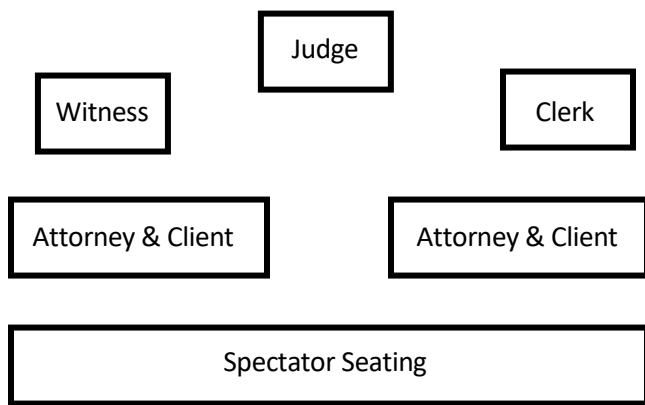 Judge
Witness
Clerk
Attorney & Client
Attorney & Client
Spectator Seating